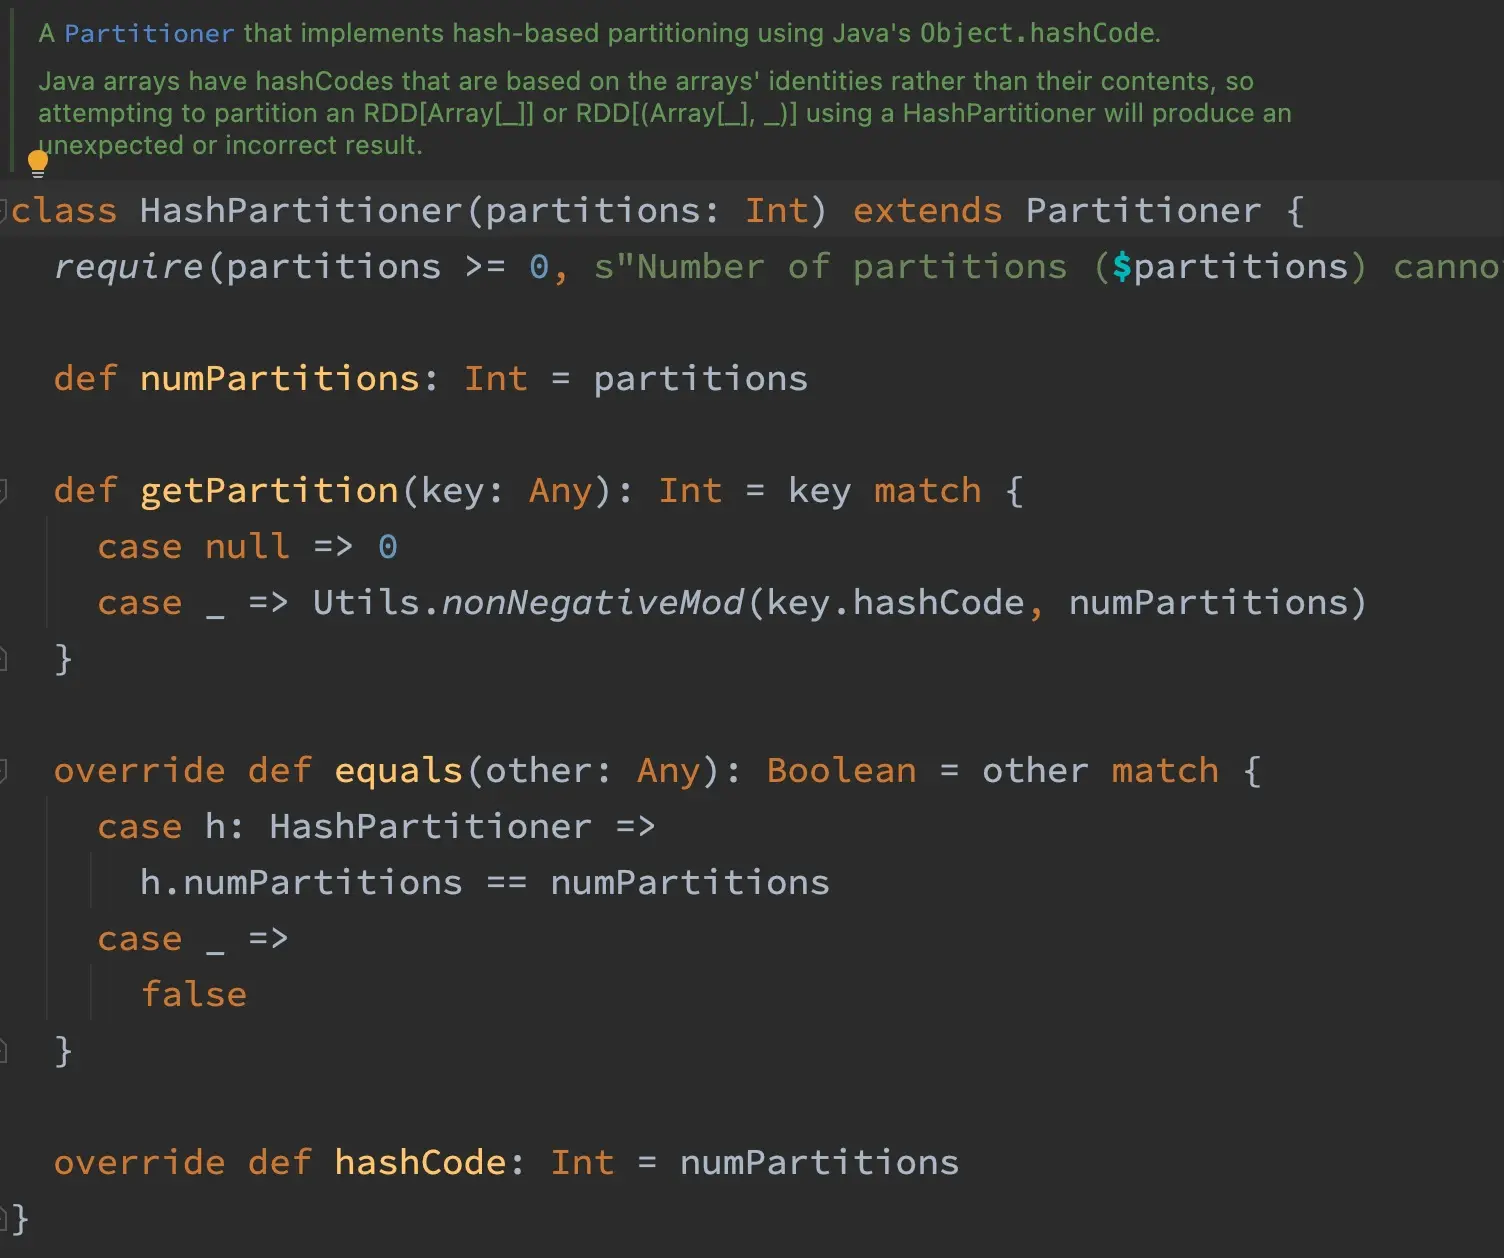 A Partitioner that implements hash-based partitioning using Java's Object.hashCode.
Java arrays have hashCodes that are based on the arrays' identities rather than their contents, so
attempting to partition an RDD[Array[_]] or RDD[(Array[_], _)] using a HashPartitioner will produce an
unexpected or incorrect result.
class HashPartitioner(partitions: Int) extends Partitioner {
  require(partitions >= 0, s"Number of partitions ($partitions)

  def numPartitions: Int = partitions

  def getPartition(key: Any): Int = key match {
    case null => 0
    case _ => Utils.nonNegativeMod(key.hashCode, numPartitions)
  }

  override def equals(other: Any): Boolean = other match {
    case h: HashPartitioner =>
      h.numPartitions == numPartitions
    case _ =>
      false
  }

  override def hashCode: Int = numPartitions
}